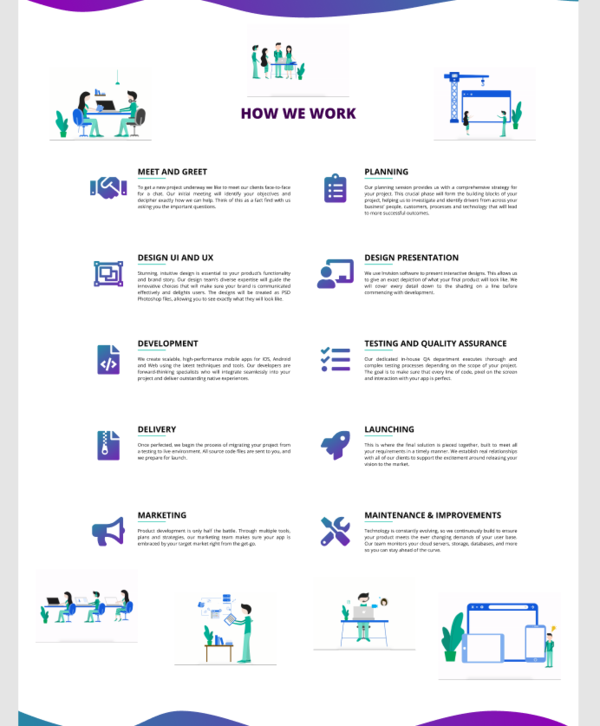 HOW WE WORK
MEET AND GREET
To get a new project underway we like to meet our clients face-to-face
for a chat. Our initial meeting will identify your objectives and
decipher exactly how we can help. Think of this as a fact find with us
asking you the important questions.
PLANNING
Our planning session provides us with a comprehensive strategy for
your project. This crucial phase will form the building blocks of your
project, helping us to investigate and identify drivers from across your
business' people, customers, processes and technology that will lead
to more successful outcomes.
DESIGN UI AND UX
Stunning, intuitive design is essential to your product's functionality
and brand story. Our design team's diverse expertise will guide the
innovative choices that will make sure your brand is communicated
effectively and delights users. The designs will be created as PSD
Photoshop files, allowing you to see exactly what they will look like.
DESIGN PRESENTATION
We use Invision software to present interactive designs. This allows us
to give an exact depiction of what your final product will look like. We
will cover every detail down to the shading on a line before
commencing with development.
DEVELOPMENT
We create scalable, high-performance mobile apps for iOS, Android
and Web using the latest techniques and tools. Our developers are
forward-thinking specialists who will integrate seamlessly into your
project and deliver outstanding native experiences.
TESTING AND QUALITY ASSURANCE
Our dedicated in-house QA department executes thorough and
complex testing processes depending on the scope of your project.
The goal is to make sure that every line of code, pixel on the screen
and interaction with your app is perfect.
DELIVERY
Once perfected, we begin the process of migrating your project from
a testing to live environment. All source code files are sent to you, and
we prepare for launch.
LAUNCHING
This is where the final solution is placed together, built to meet all
your requirements in a timely manner. We establish real relationships
with all of our clients to support the excitement around releasing your
vision to the market.
MARKETING
Product development is only half the battle. Through multiple tools,
plans and strategies, our marketing team makes sure your app is
embraced by your target market right from the get-go.
MAINTENANCE & IMPROVEMENTS
Technology is constantly evolving, so we continuously build to ensure
your product meets the ever changing demands of your user base.
Our team monitors your cloud servers, storage, databases, and more
so you can stay ahead of the curve.